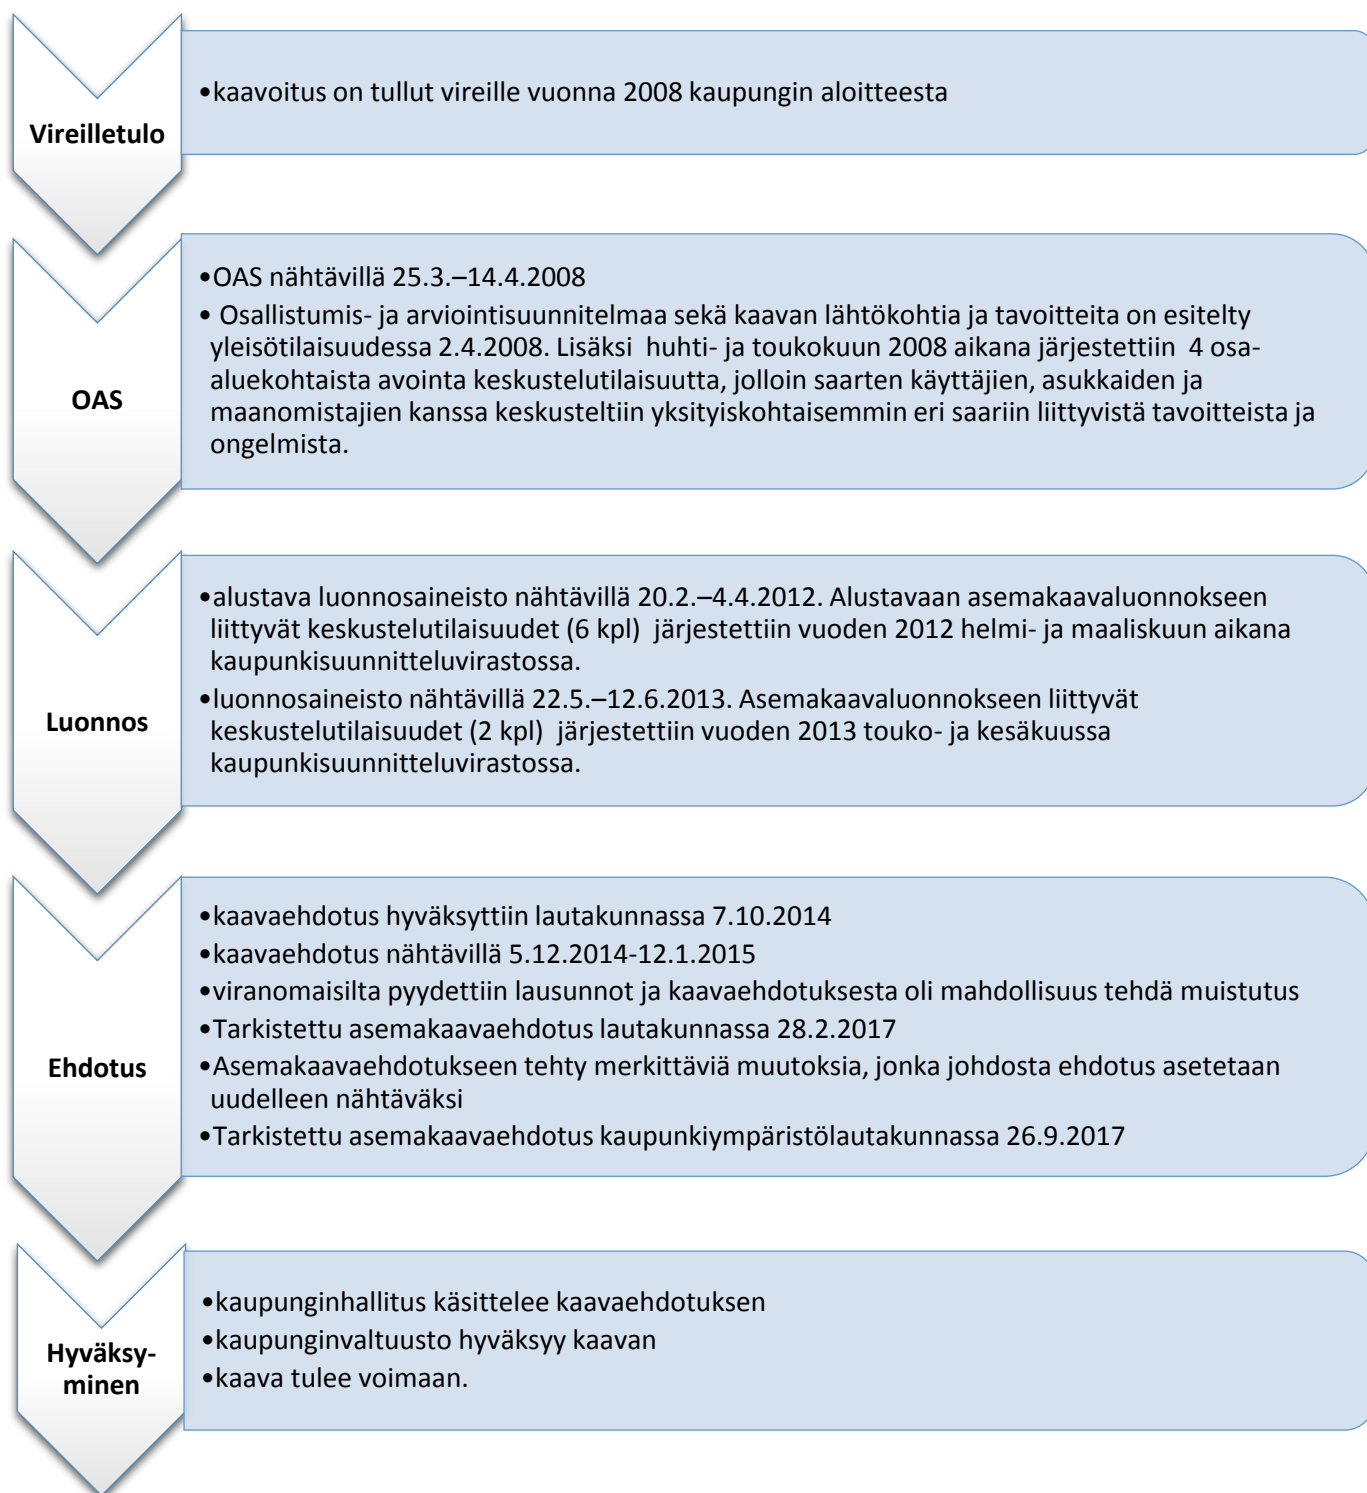 Vireilletulo
•kaavoitus on tullut vireille vuonna 2008 kaupungin aloitteesta
OAS
•OAS nähtävillä 25.3.–14.4.2008
• Osallistumis- ja arviointisuunnitelmaa sekä kaavan lähtökohtia ja tavoitteita on esitelty
yleisötilaisuudessa 2.4.2008. Lisäksi huhti- ja toukokuun 2008 aikana järjestettiin 4 osa-
aluekohtaista avointa keskustelutilaisuutta, jolloin saarten käyttäjien, asukkaiden ja
maanomistajien kanssa keskusteltiin yksityiskohtaisemmin eri saariin liittyvistä tavoitteista ja
ongelmista.
Luonnos
•alustava luonnosaineisto nähtävillä 20.2.–4.4.2012. Alustavaan asemakaavaluonnokseen
liittyvät keskustelutilaisuudet (6 kpl) järjestettiin vuoden 2012 helmi- ja maaliskuun aikana
kaupunkisuunnitteluvirastossa.
•luonnosaineisto nähtävillä 22.5.–12.6.2013. Asemakaavaluonnokseen liittyvät
keskustelutilaisuudet (2 kpl) järjestettiin vuoden 2013 touko- ja kesäkuussa
kaupunkisuunnitteluvirastossa.
Ehdotus
•kaavaehdotus hyväksyttiin lautakunnassa 7.10.2014
•kaavaehdotus nähtävillä 5.12.2014-12.1.2015
•viranomaisilta pyydettiin lausunnot ja kaavaehdotuksesta oli mahdollisuus tehdä muistutus
•Tarkistettu asemakaavaehdotus lautakunnassa 28.2.2017
•Asemakaavaehdotukseen tehty merkittäviä muutoksia, jonka johdosta ehdotus asetetaan
uudelleen nähtäväksi
•Tarkistettu asemakaavaehdotus kaupunkiympäristölautakunnassa 26.9.2017
Hyväksy-
minen
•kaupunginhallitus käsittelee kaavaehdotuksen
•kaupunginvaltuusto hyväksyy kaavan
•kaava tulee voimaan.